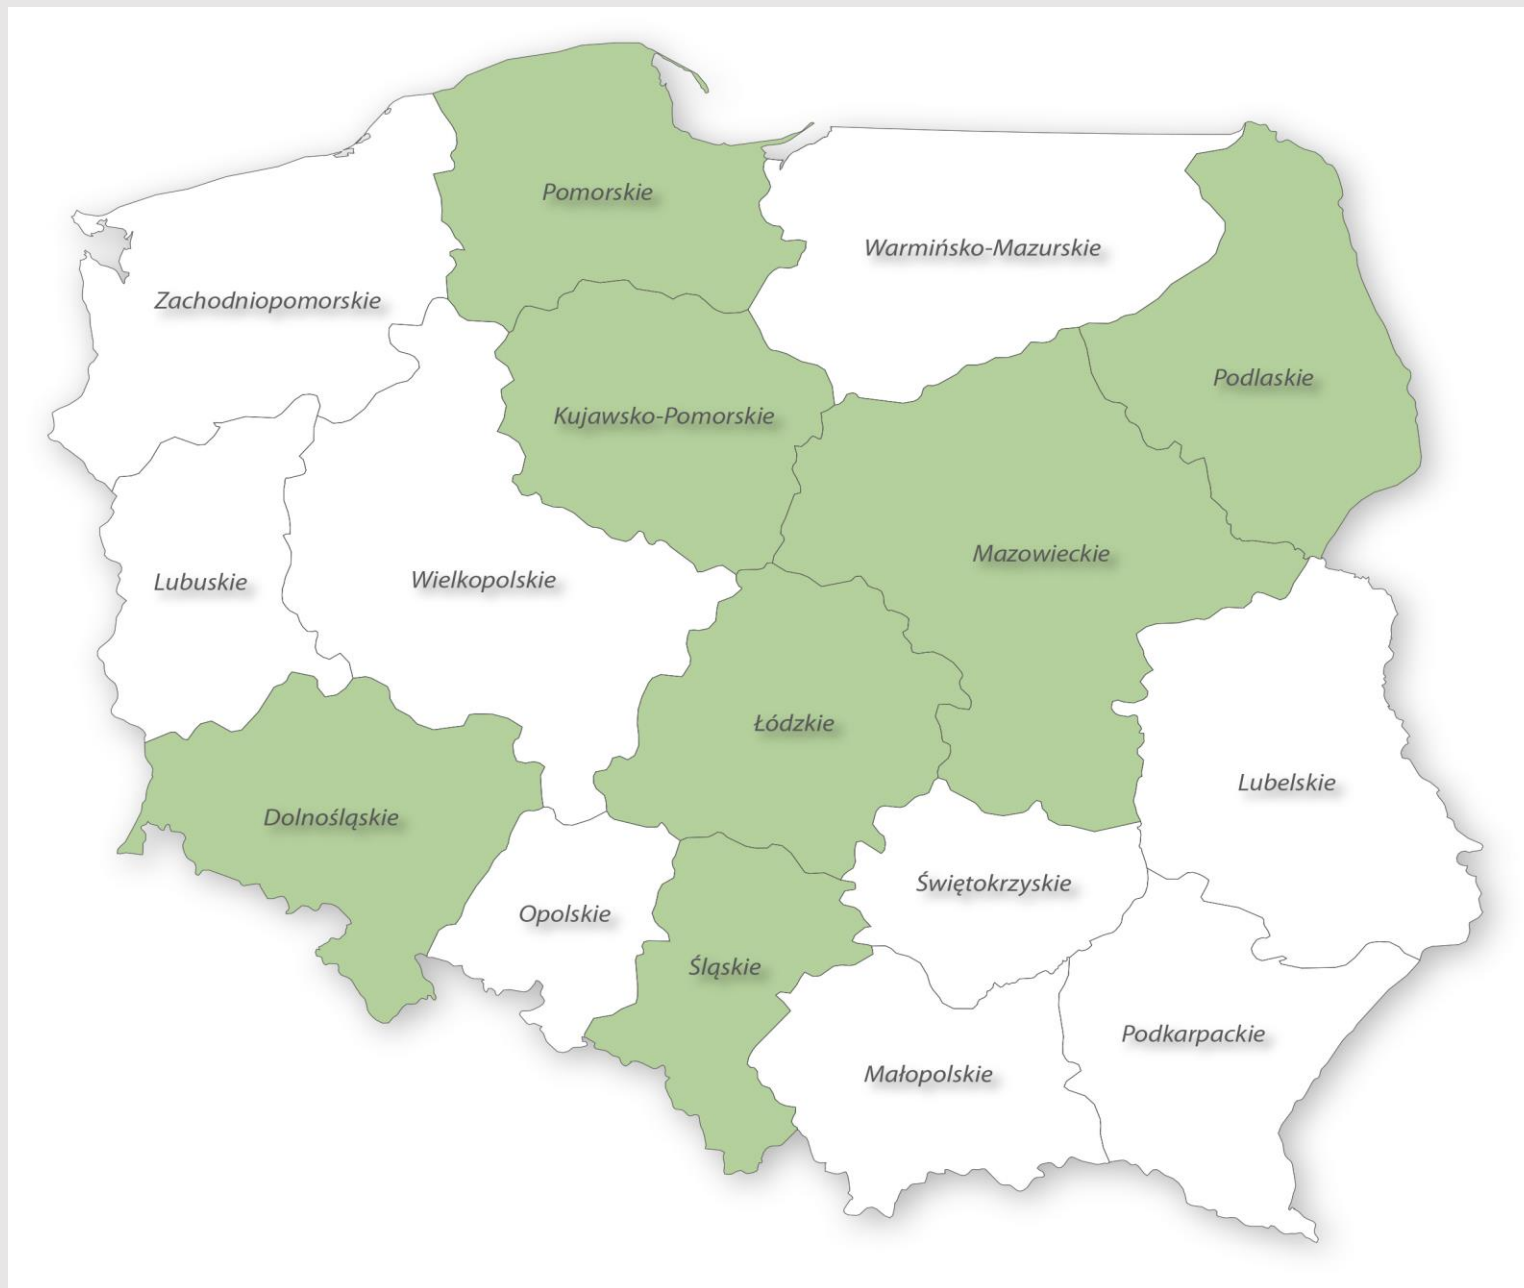 Pomorskie
Warmińsko-Mazurskie
Zachodniopomorskie
Podlaskie
Kujawsko-Pomorskie
Mazowieckie
Lubuskie
Wielkopolskie
Łódzkie
Lubelskie
Dolnośląskie
Świętokrzyskie
Opolskie
Śląskie
Podkarpackie
Małopolskie